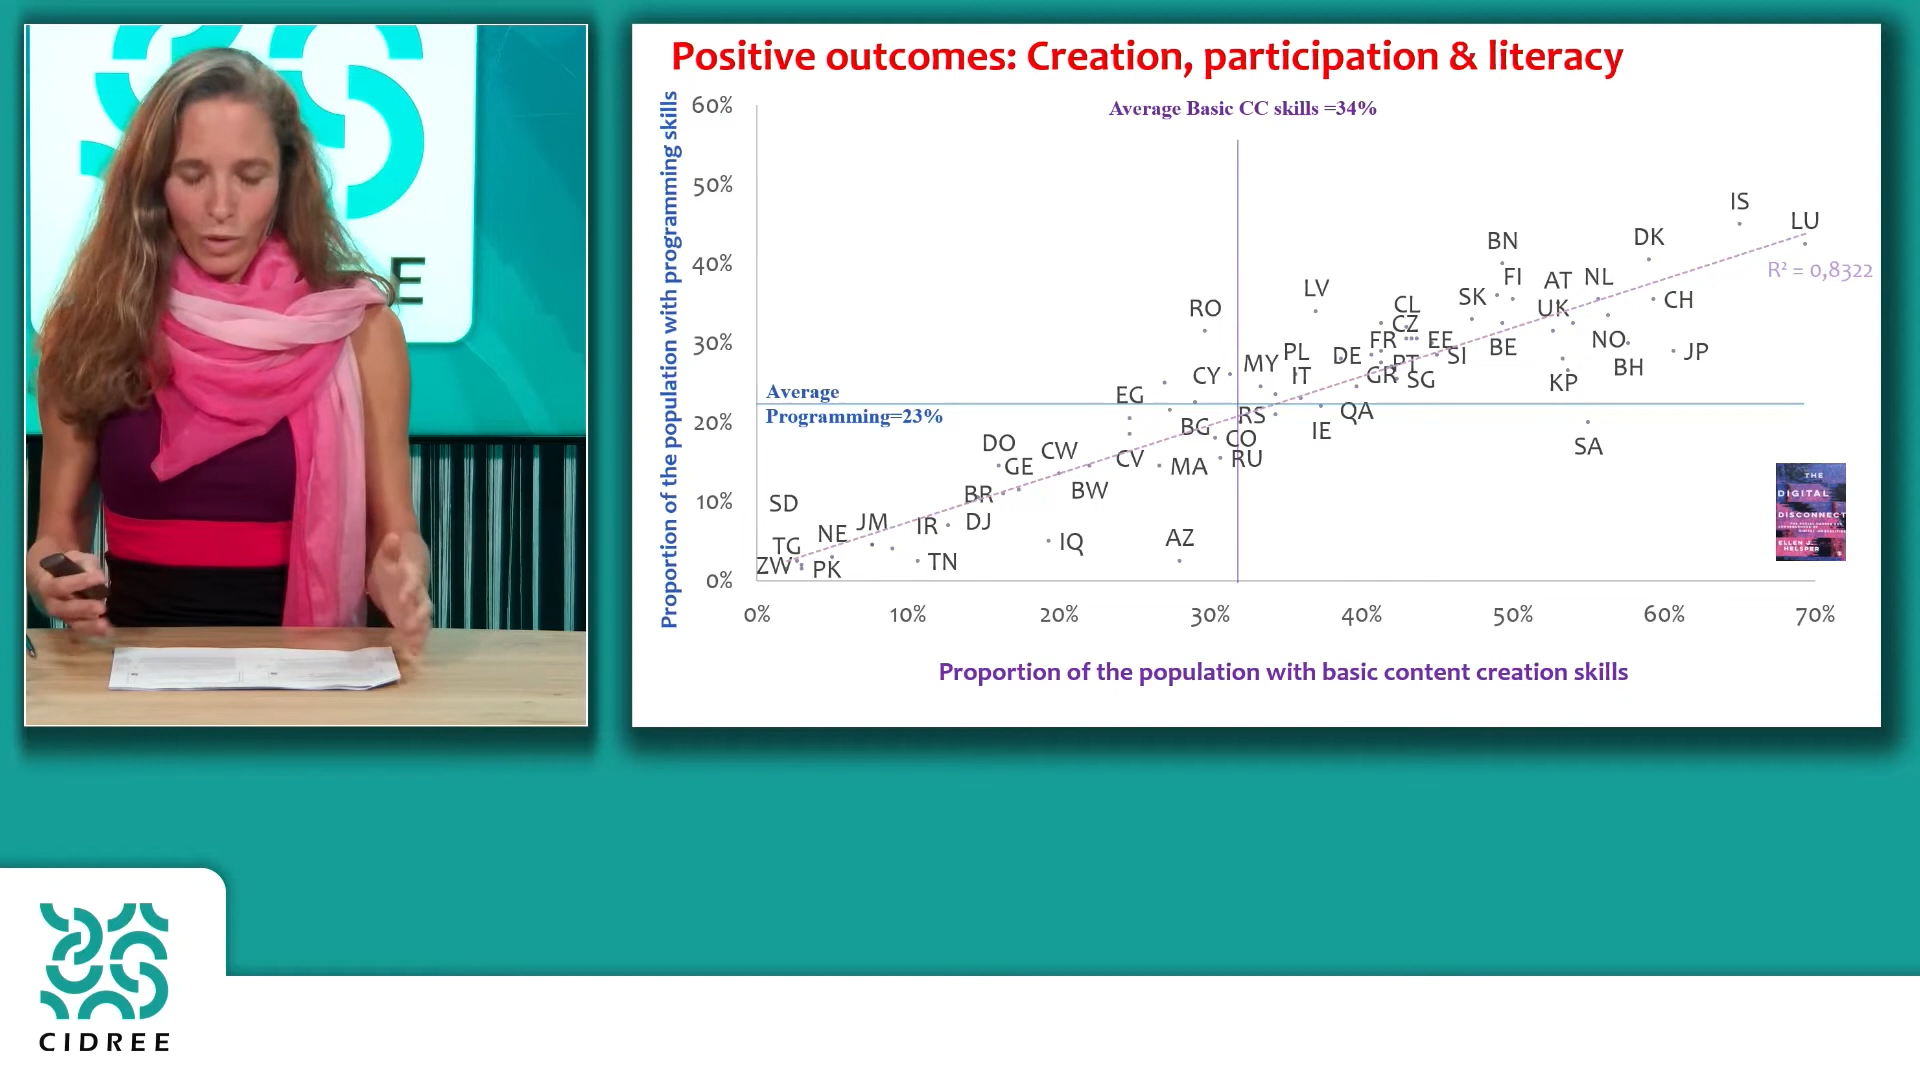 E
Positive outcomes: Creation, participation & literacy
Average Basic CC skills =34%
Proportion of the population with programming skills
60%
50%
40%
30%
20%
10%
0%
IS
LU
R² = 0,8322
BN
DK
FI
AT
NL
LV
SK
CH
RO
CL
UK
CZ
FR
EE
NO
BE
PL
DE
SI
JP
MY
PT
BH
CY
IT
GR
SG
KP
Average
Programming=23%
EG
RS
QA
BG
IE
CO
SA
DO
CW
CV
RU
GE
MA
BR
BW
SD
JM
IR
DJ
NE
IQ
AZ
TG
TN
ZW
PK
THE
DIGITAL
DISCONNECT
ELLEN J.
HELSPER
0%
10%
20%
30%
40%
50%
60%
70%
Proportion of the population with basic content creation skills
CIDREE